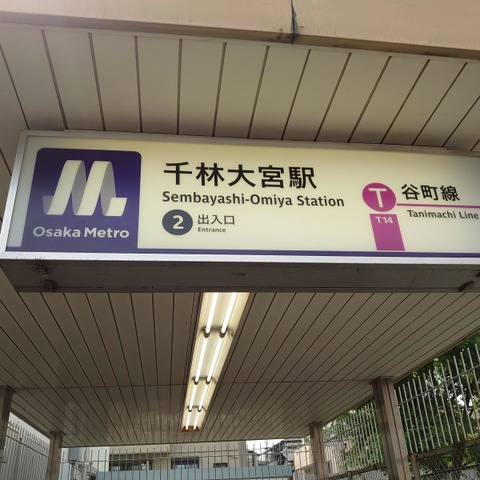 Osaka Metro
千林大宮駅
Sembayashi-Omiya Station
2 出入口
Entrance
T 谷町線
T14 Tanimachi Line